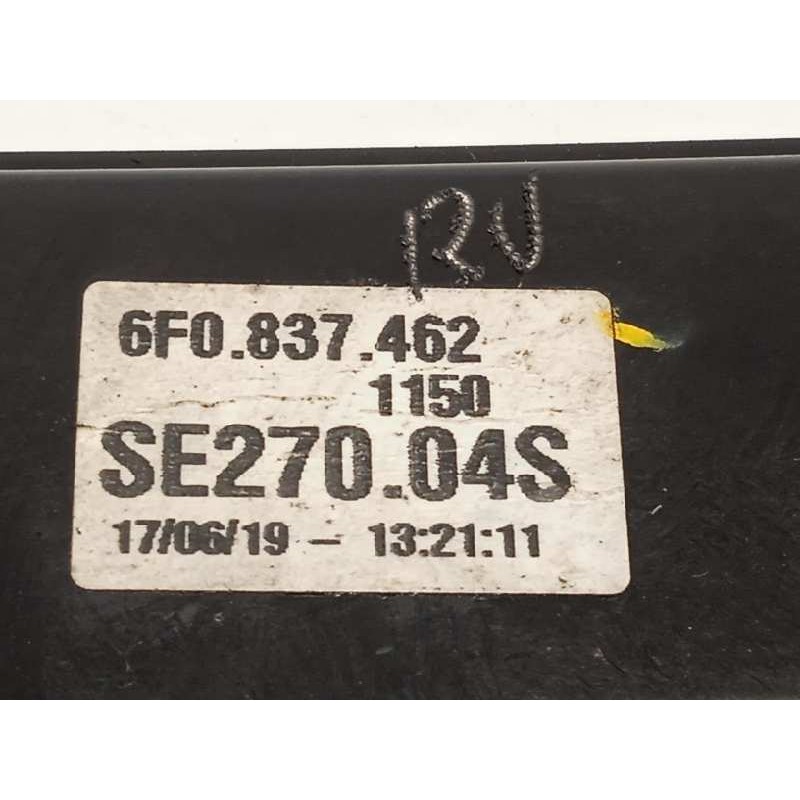 RV
6F0.837.462
1150
SE270.04S
17/06/19 - 13:21:11